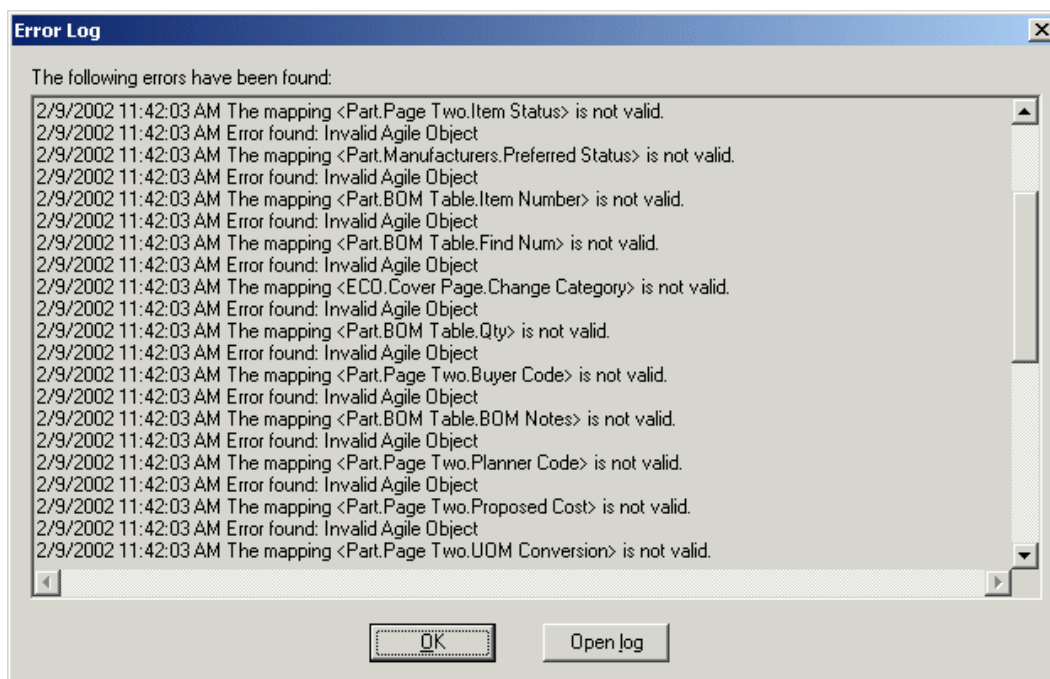 Error Log
The following errors have been found:
2/9/2002 11:42:03 AM The mapping <Part.Page Two.Item Status> is not valid.
2/9/2002 11:42:03 AM Error found: Invalid Agile Object
2/9/2002 11:42:03 AM The mapping <Part.Manufacturers.Preferred Status> is not valid.
2/9/2002 11:42:03 AM Error found: Invalid Agile Object
2/9/2002 11:42:03 AM The mapping <Part.BOM Table.Item Number> is not valid.
2/9/2002 11:42:03 AM Error found: Invalid Agile Object
2/9/2002 11:42:03 AM The mapping <Part.BOM Table.Find Num> is not valid.
2/9/2002 11:42:03 AM Error found: Invalid Agile Object
2/9/2002 11:42:03 AM The mapping <ECO.Cover Page.Change Category> is not valid.
2/9/2002 11:42:03 AM Error found: Invalid Agile Object
2/9/2002 11:42:03 AM The mapping <Part.BOM Table.Qty> is not valid.
2/9/2002 11:42:03 AM Error found: Invalid Agile Object
2/9/2002 11:42:03 AM The mapping <Part.Page Two.Buyer Code> is not valid.
2/9/2002 11:42:03 AM Error found: Invalid Agile Object
2/9/2002 11:42:03 AM The mapping <Part.BOM Table.BOM Notes> is not valid.
2/9/2002 11:42:03 AM Error found: Invalid Agile Object
2/9/2002 11:42:03 AM The mapping <Part.Page Two.Planner Code> is not valid.
2/9/2002 11:42:03 AM Error found: Invalid Agile Object
2/9/2002 11:42:03 AM The mapping <Part.Page Two.Proposed Cost> is not valid.
2/9/2002 11:42:03 AM Error found: Invalid Agile Object
2/9/2002 11:42:03 AM The mapping <Part.Page Two.UOM Conversion> is not valid.
OK Open log